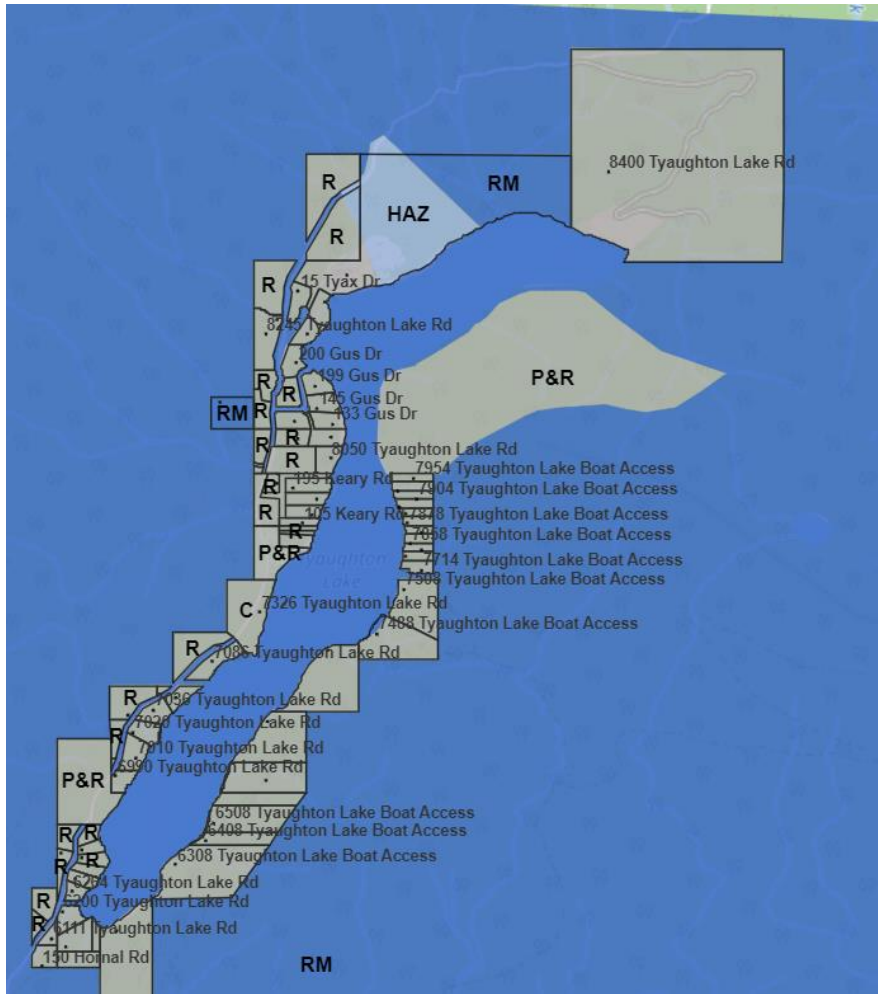 8400 Tyaughton Lake Rd
R
RM
HAZ
R
15 Tyax Dr
R
8245 Tyaughton Lake Rd
200 Gus Dr
199 Gus Dr
R
R
P&R
145 Gus Dr
RM
R
133 Gus Dr
R
R
8050 Tyaughton Lake Rd
R
7954 Tyaughton Lake Boat Access
195 Keary Rd
R
7904 Tyaughton Lake Boat Access
R
105 Keary Rd
7878 Tyaughton Lake Boat Access
R
7858 Tyaughton Lake Boat Access
P&R
Tyaughton
Lake
7714 Tyaughton Lake Boat Access
7508 Tyaughton Lake Boat Access
C
7326 Tyaughton Lake Rd
7488 Tyaughton Lake Boat Access
R
7086 Tyaughton Lake Rd
R
7036 Tyaughton Lake Rd
R
7020 Tyaughton Lake Rd
7010 Tyaughton Lake Rd
6990 Tyaughton Lake Rd
P&R
6508 Tyaughton Lake Boat Access
R
R
6408 Tyaughton Lake Boat Access
R
R
6308 Tyaughton Lake Boat Access
6264 Tyaughton Lake Rd
R
6200 Tyaughton Lake Rd
R
6111 Tyaughton Lake Rd
150 Hornal Rd
RM